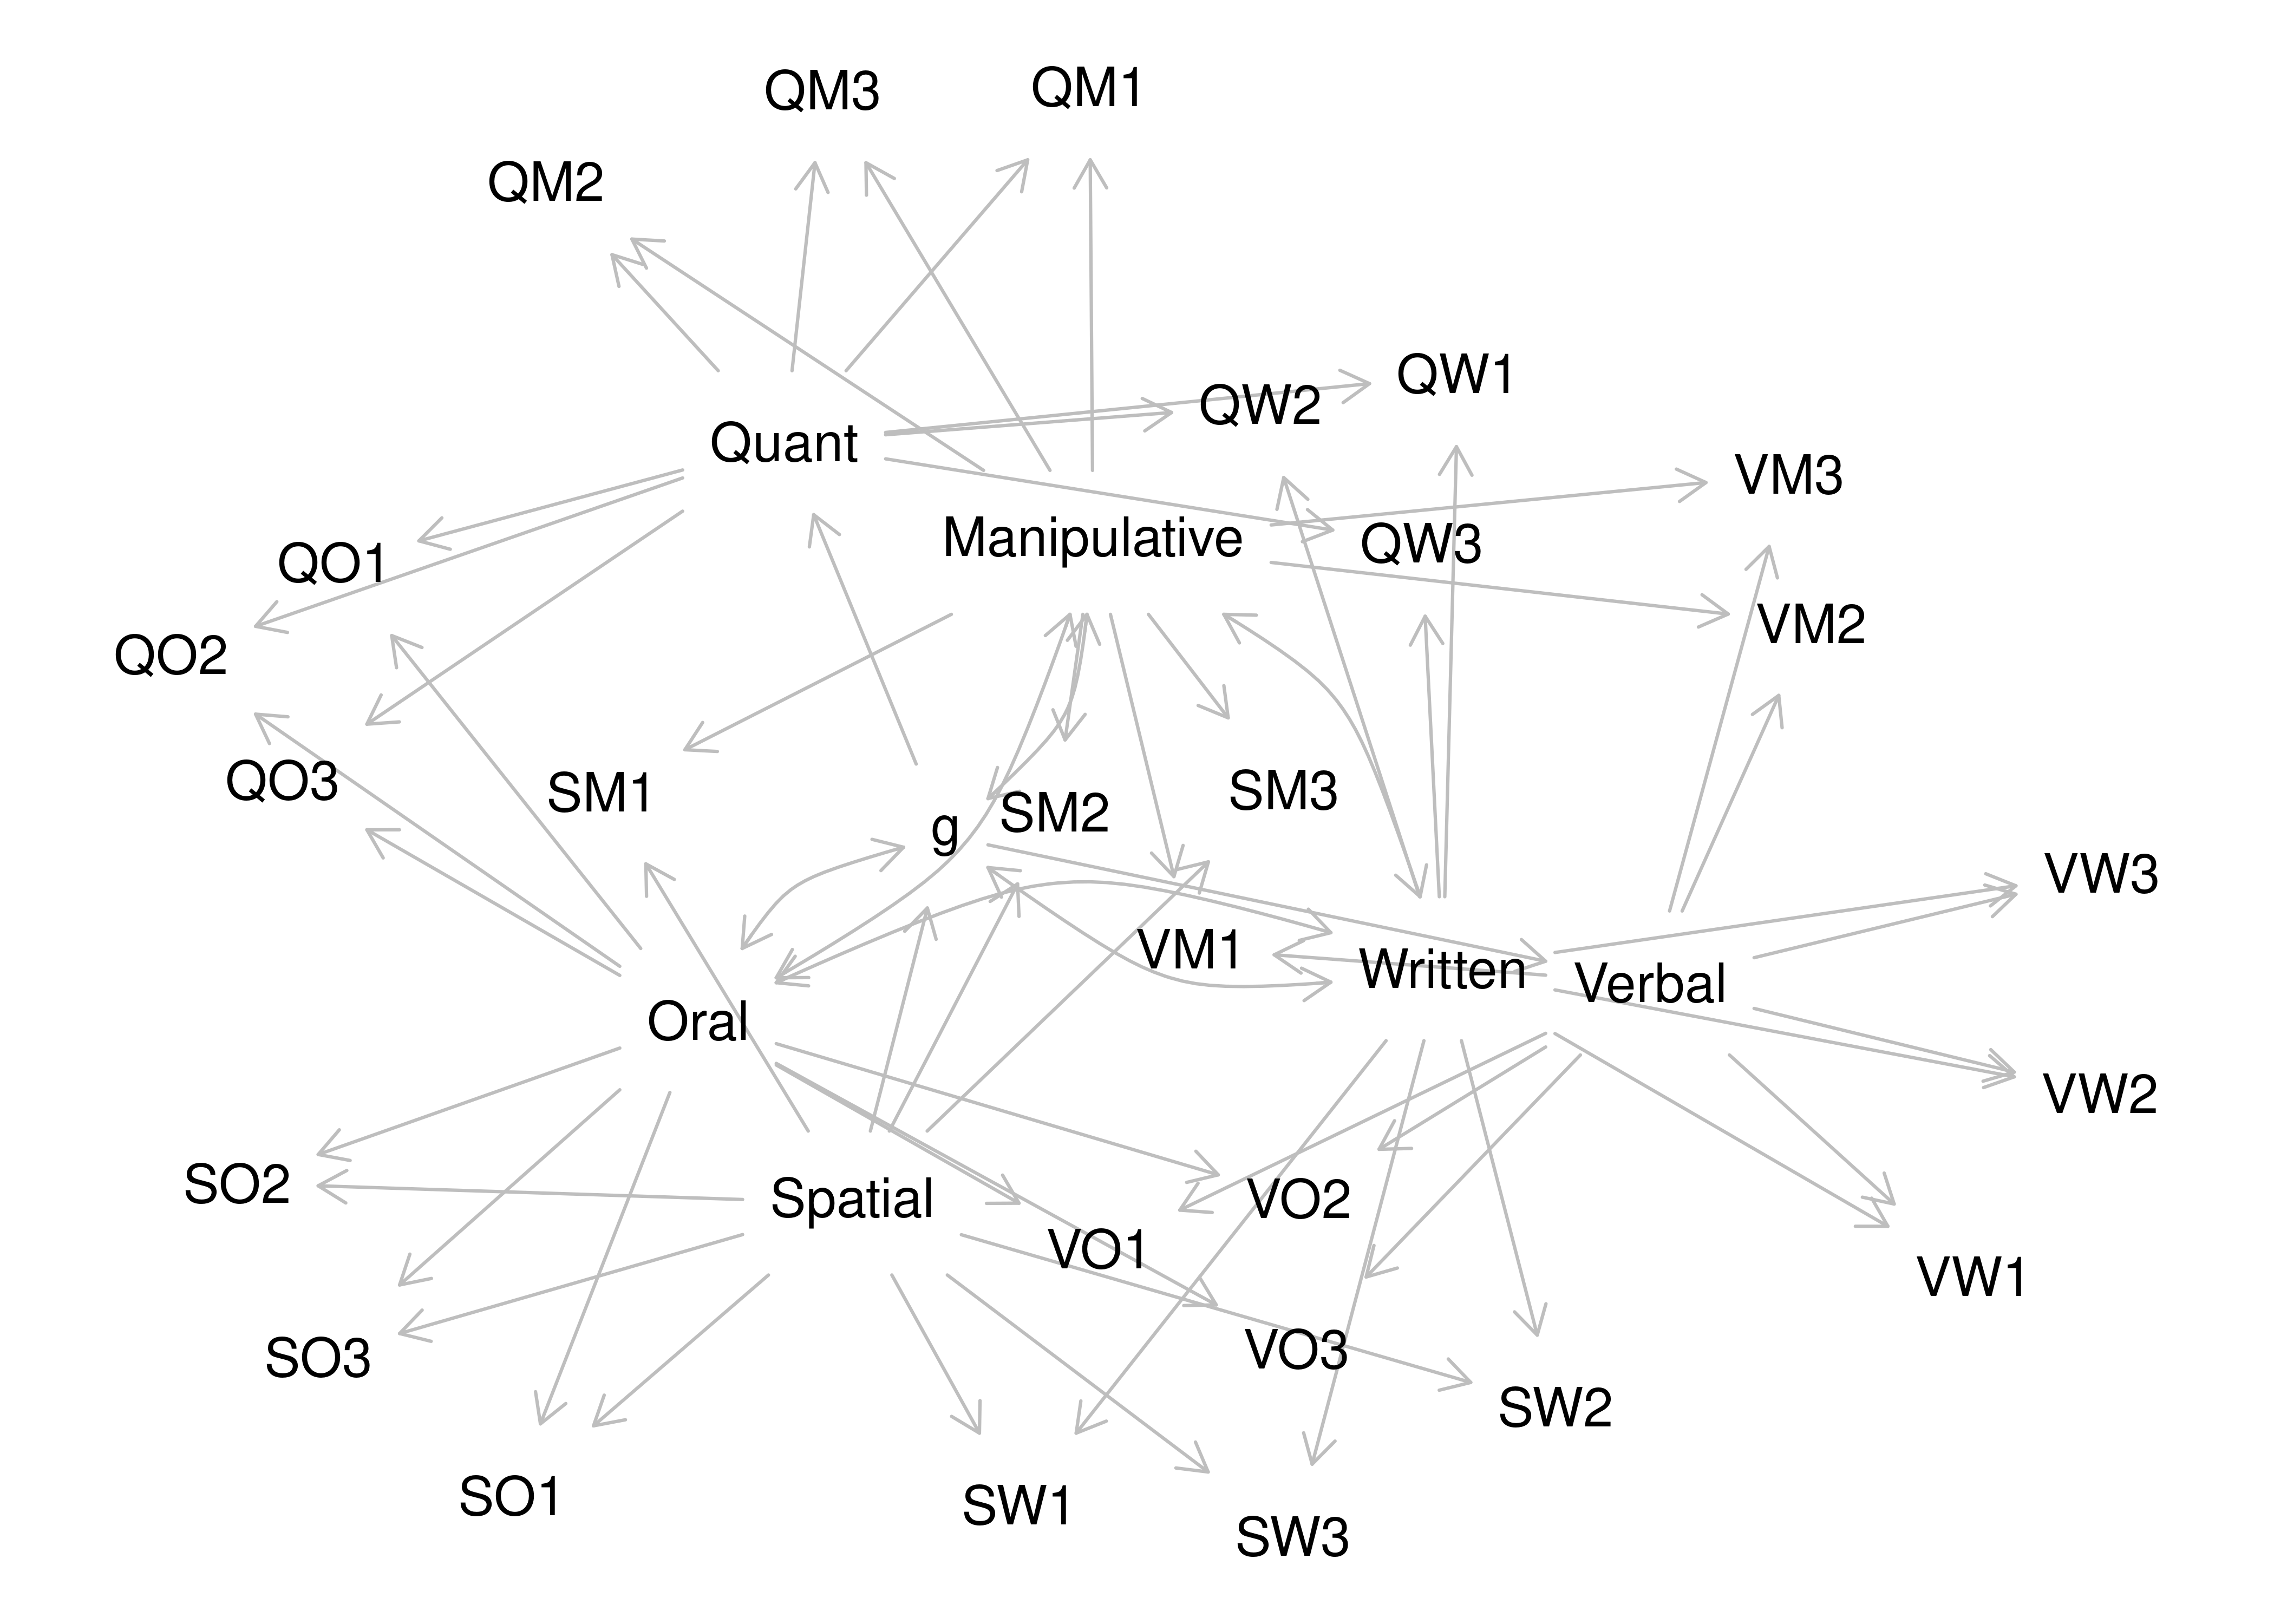 QM3
QM1
QM2
QW1
QW2
Quant
VM3
Manipulative
QW3
QO1
VM2
QO2
QO3
SM1
SM3
SM2
g
VW3
VM1
Written
Verbal
Oral
VW2
SO2
Spatial
VO2
VO1
VW1
VO3
SO3
SW2
SO1
SW1
SW3